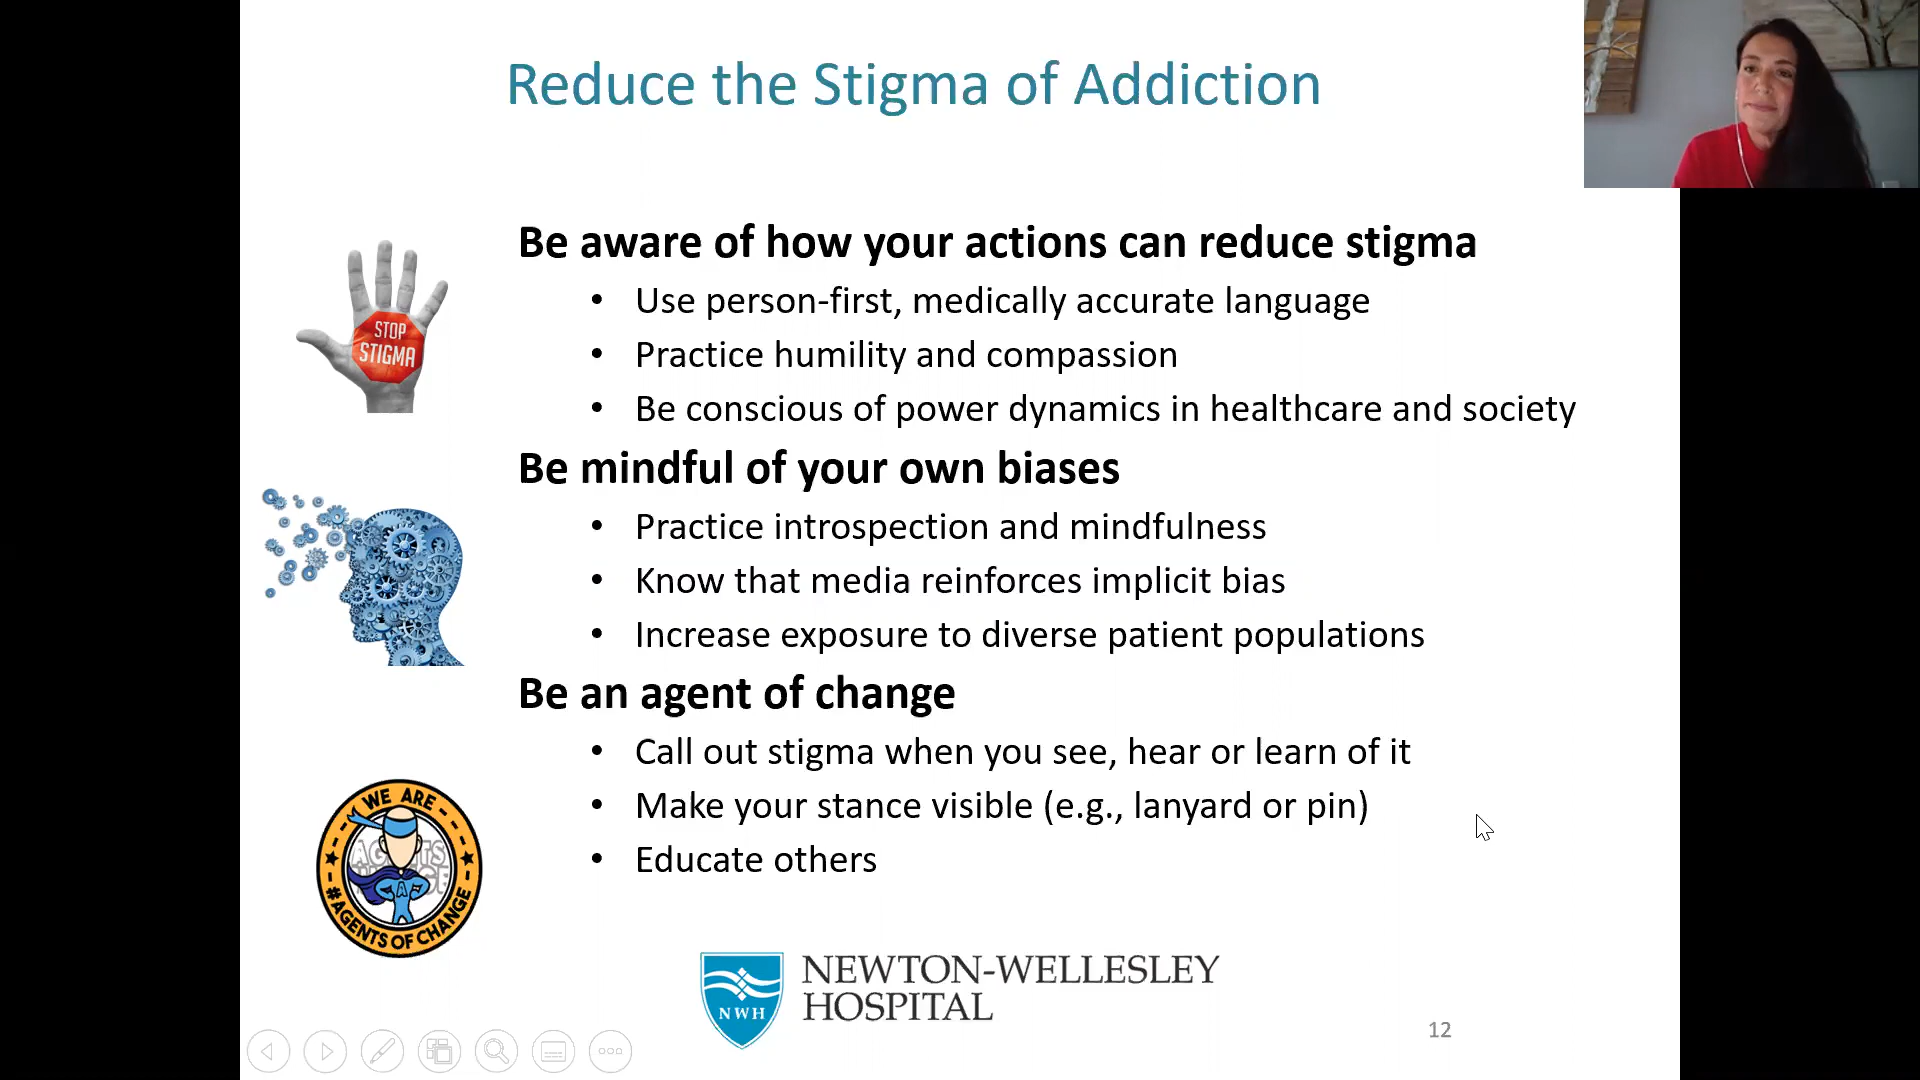 Reduce the Stigma of Addiction
Be aware of how your actions can reduce stigma
• Use person-first, medically accurate language
• Practice humility and compassion
• Be conscious of power dynamics in healthcare and society
STOP
STIGMA
Be mindful of your own biases
• Practice introspection and mindfulness
• Know that media reinforces implicit bias
• Increase exposure to diverse patient populations
Be an agent of change
• Call out stigma when you see, hear or learn of it
• Make your stance visible (e.g., lanyard or pin)
• Educate others
WE ARE
A
#AGENTS OF CHANGE
NWH
NEWTON-WELLESLEY
HOSPITAL
12